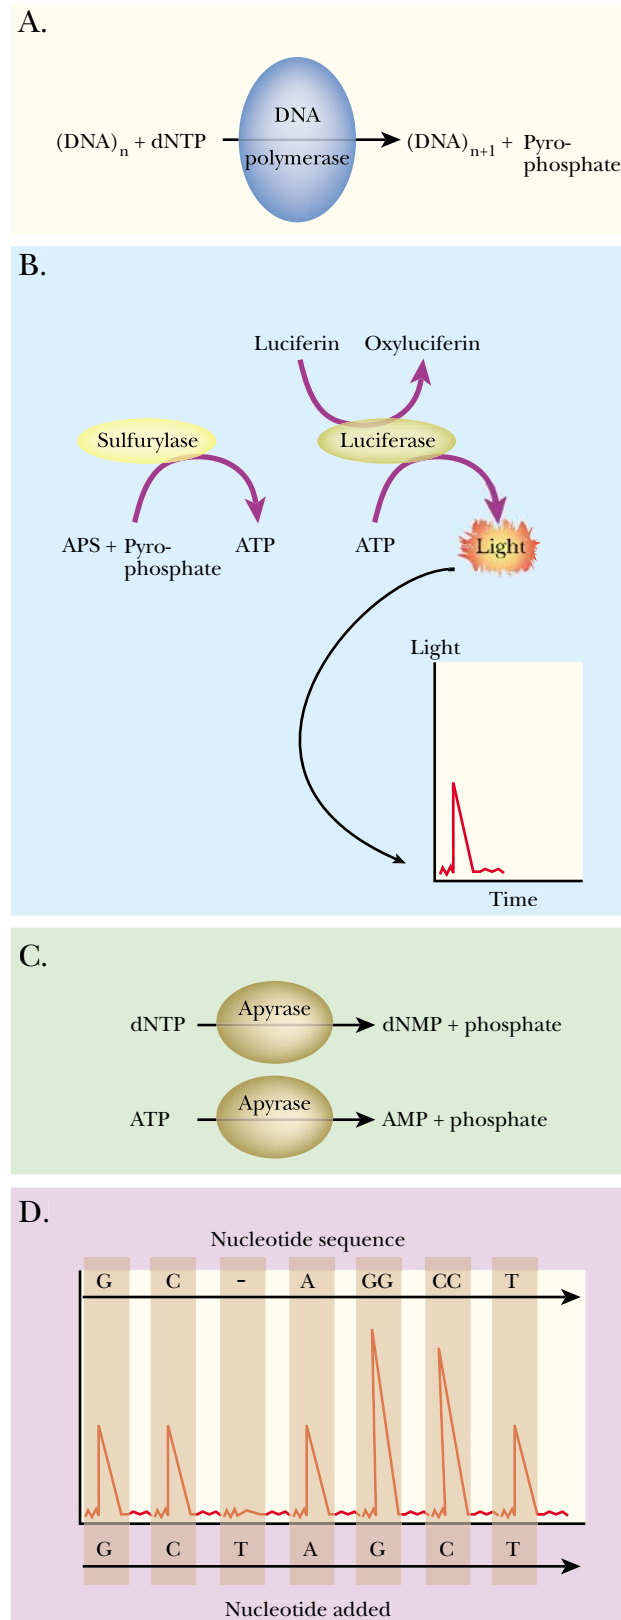 A.
DNA
(DNA)n + dNTP
polymerase
(DNA)n+1 + Pyro-
phosphate
B.
Luciferin Oxyluciferin
Sulfurylase
Luciferase
APS + Pyro-
phosphate
ATP
ATP
Light
Light
Time
C.
Apyrase
dNTP
dNMP + phosphate
Apyrase
ATP
AMP + phosphate
D.
Nucleotide sequence
G C - A GG CC T
G C T A G C T
Nucleotide added